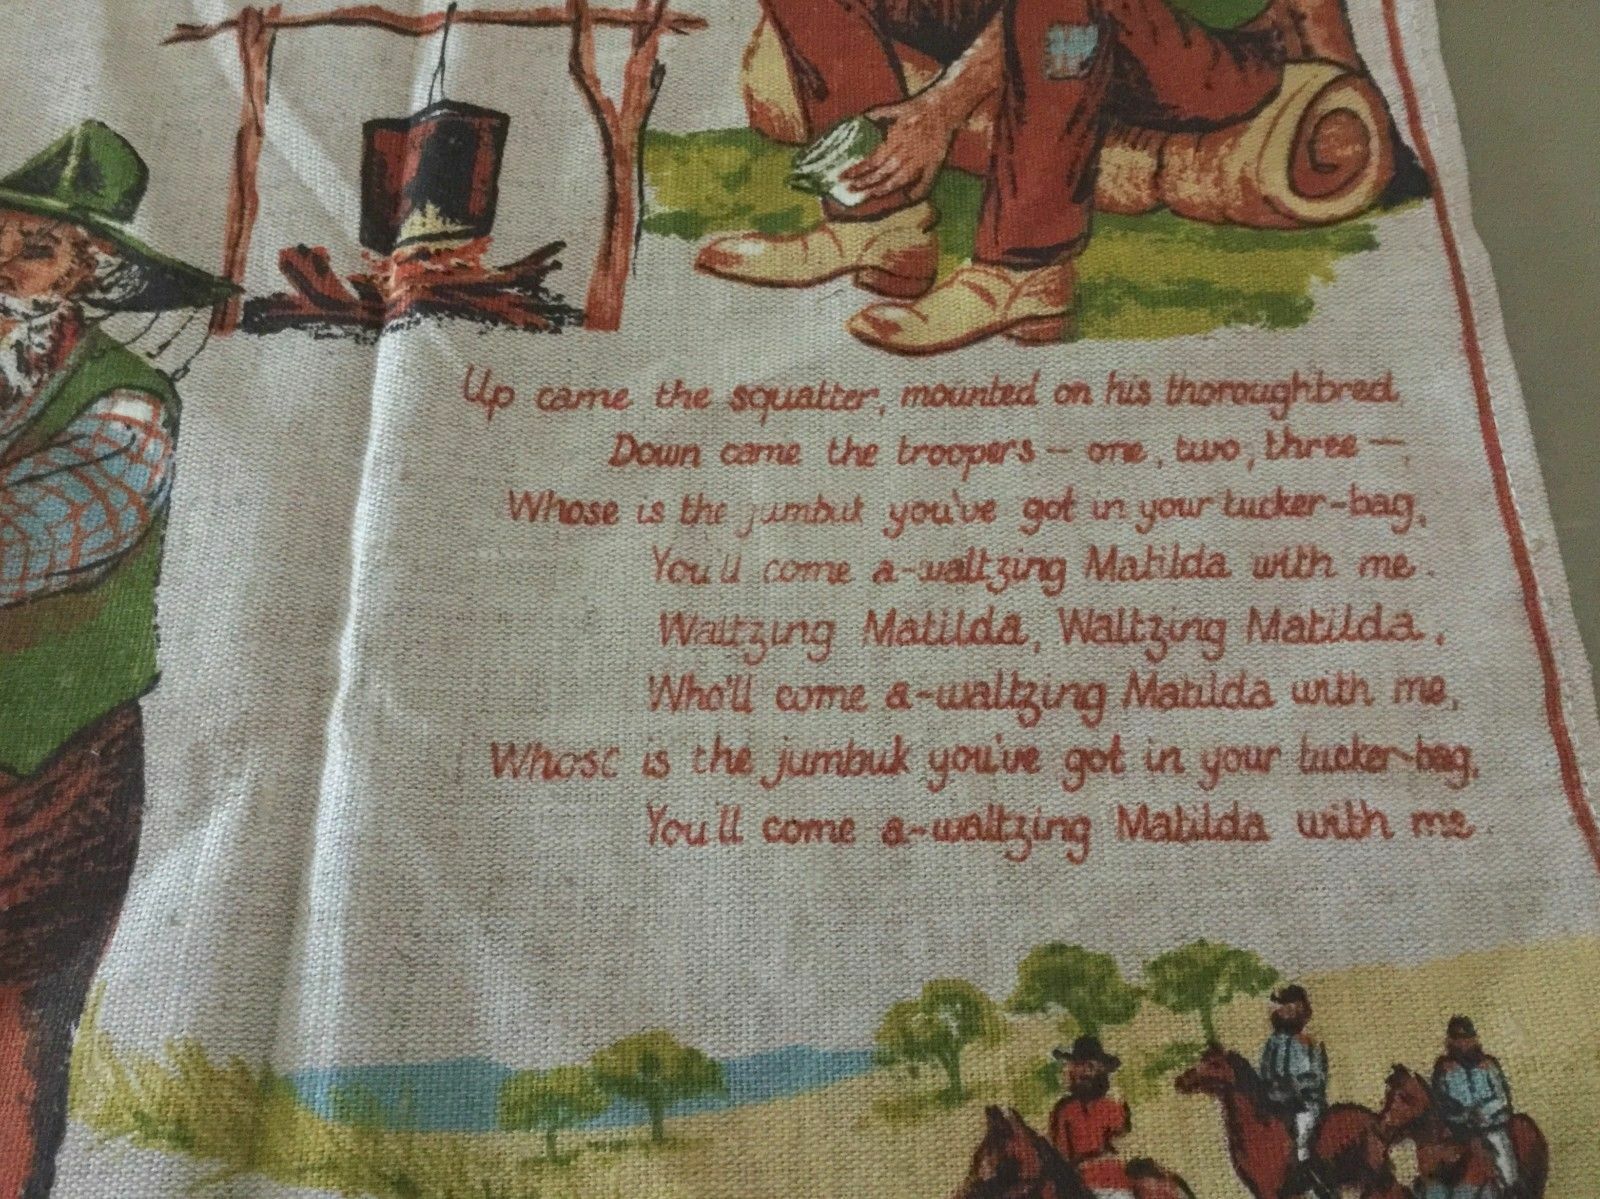 Up came the squatter, mounted on his thoroughbred,
Down came the troopers – one, two, three –,
Whose is the jumbuk you've got in your tucker-bag,
You'll come a-waltzing Matilda with me.
Waltzing Matilda, Waltzing Matilda,
Who'll come a-waltzing Matilda with me,
Whose is the jumbuk you've got in your tucker-bag,
You'll come a-waltzing Matilda with me.